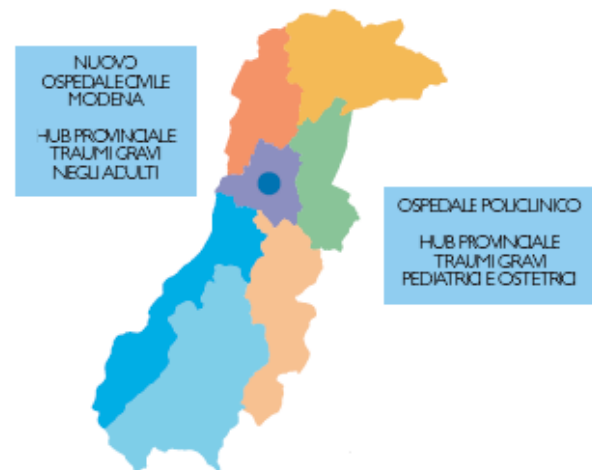 NUOVO
OSPEDALE CIVILE
MODENA
HUB PROVINCIALE
TRAUMI GRAVI
NEGLI ADULTI
OSPEDALE POLICLINICO
HUB PROVINCIALE
TRAUMI GRAVI
PEDIATRICI E OSTETRICI